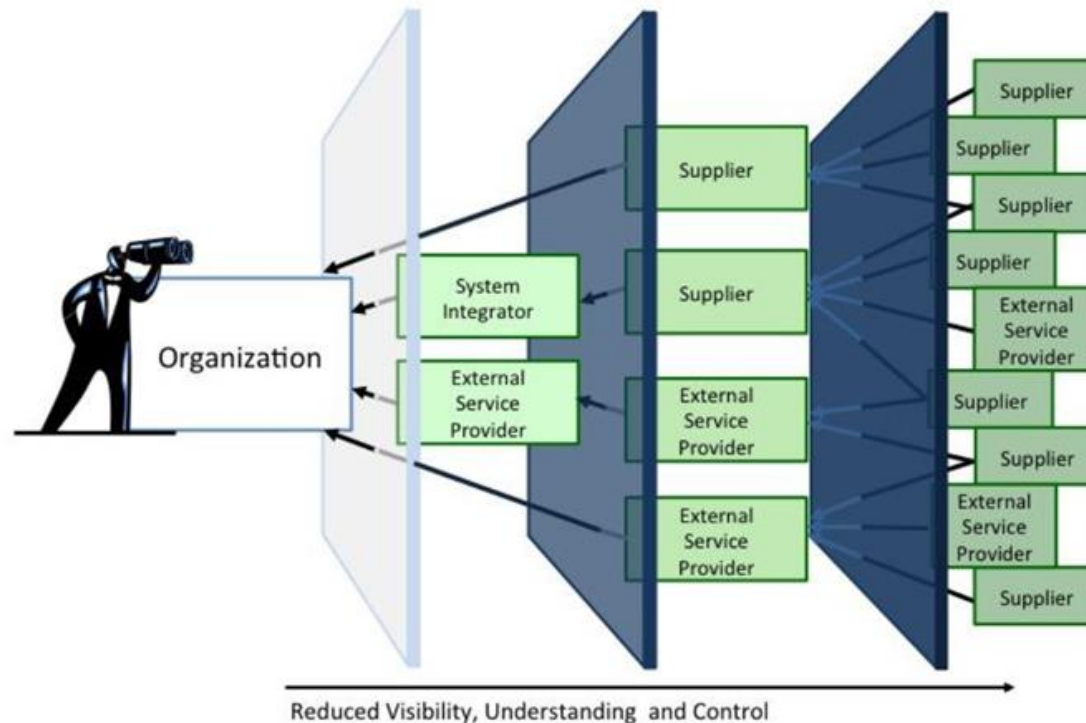 Organization
System
Integrator
External
Service
Provider
Supplier
Supplier
External
Service
Provider
External
Service
Provider
Supplier
Supplier
Supplier
Supplier
External
Service
Provider
Supplier
Supplier
External
Service
Provider
Supplier
Reduced Visibility, Understanding and Control